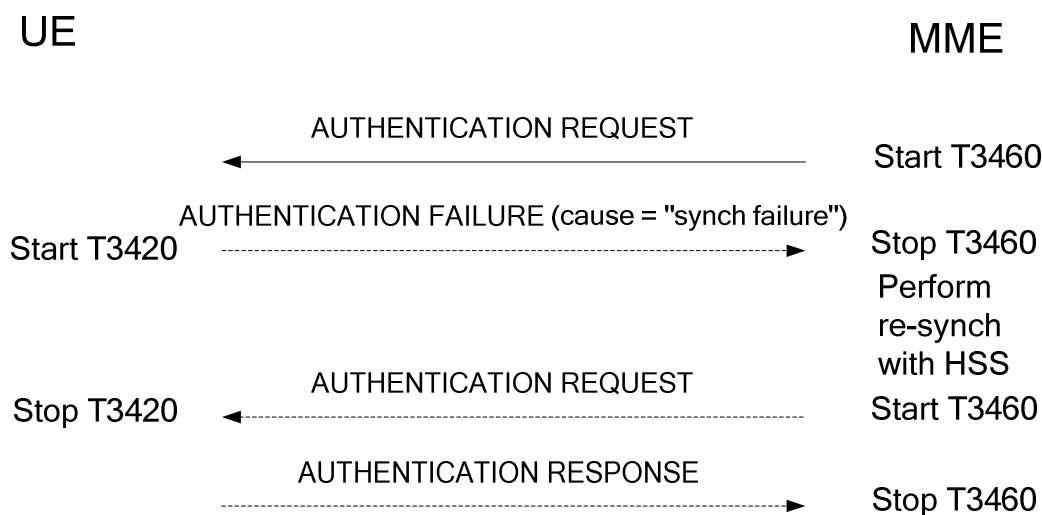 UE
MME
AUTHENTICATION REQUEST
Start T3460
AUTHENTICATION FAILURE (cause = "synch failure")
Start T3420
Stop T3460
Perform
re-synch
with HSS
AUTHENTICATION REQUEST
Stop T3420
Start T3460
AUTHENTICATION RESPONSE
Stop T3460